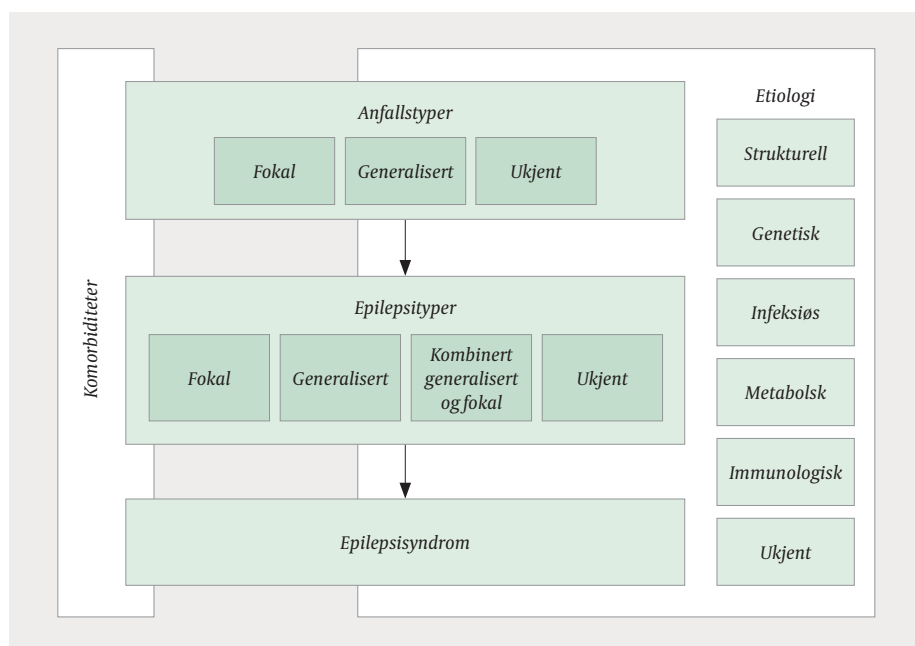 Komorbiditeter
Anfallstyper
Fokal
Generalisert
Ukjent
Epilepsityper
Fokal
Generalisert
Kombinert
generalisert
og fokal
Ukjent
Epilepsisyndrom
Etiologi
Strukturell
Genetisk
Infeksiøs
Metabolsk
Immunologisk
Ukjent